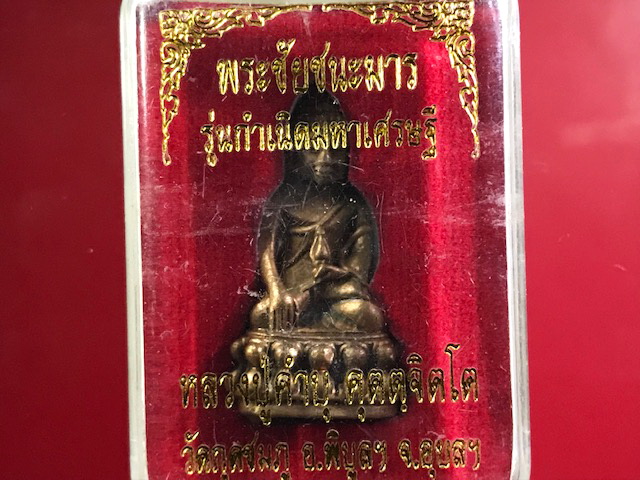 พระชัยชนะมาร
รุ่นกำเนิดมหาเศรษฐี
หลวงปู่คำบุ คุตฺตจิตฺโต
วัดกุดชมภู อ.พิบูลฯ จ.อุบลฯ